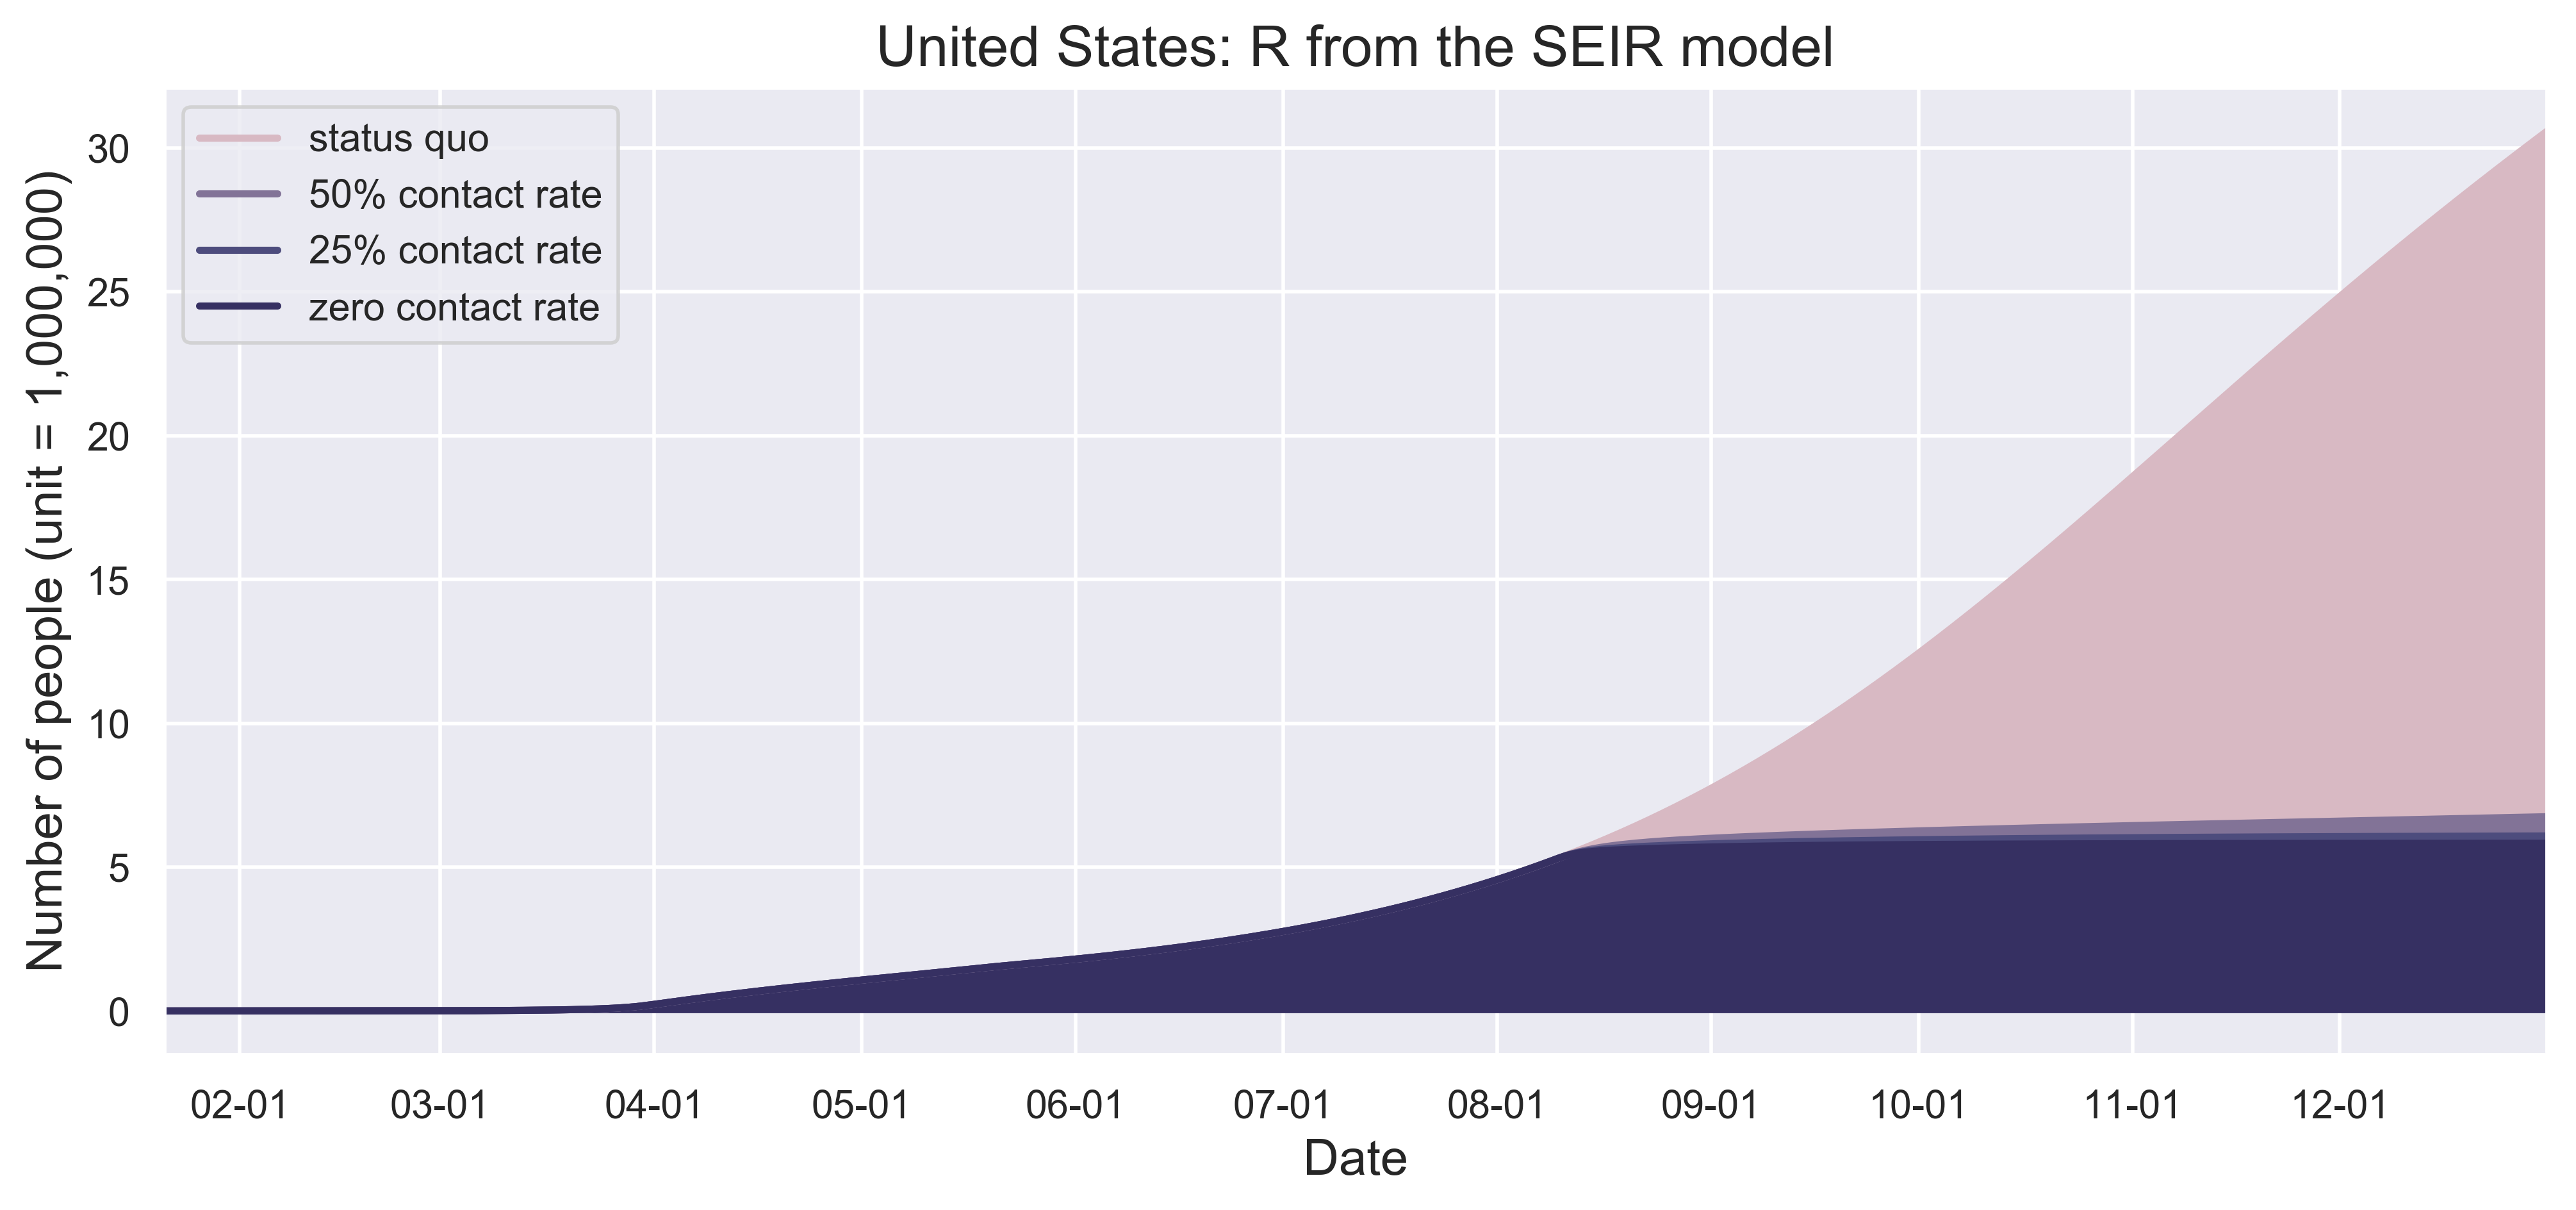 United States: R from the SEIR model
status quo
50% contact rate
25% contact rate
zero contact rate
Number of people (unit = 1,000,000)
30
25
20
15
10
5
0
02-01 03-01 04-01 05-01 06-01 07-01 08-01 09-01 10-01 11-01 12-01
Date